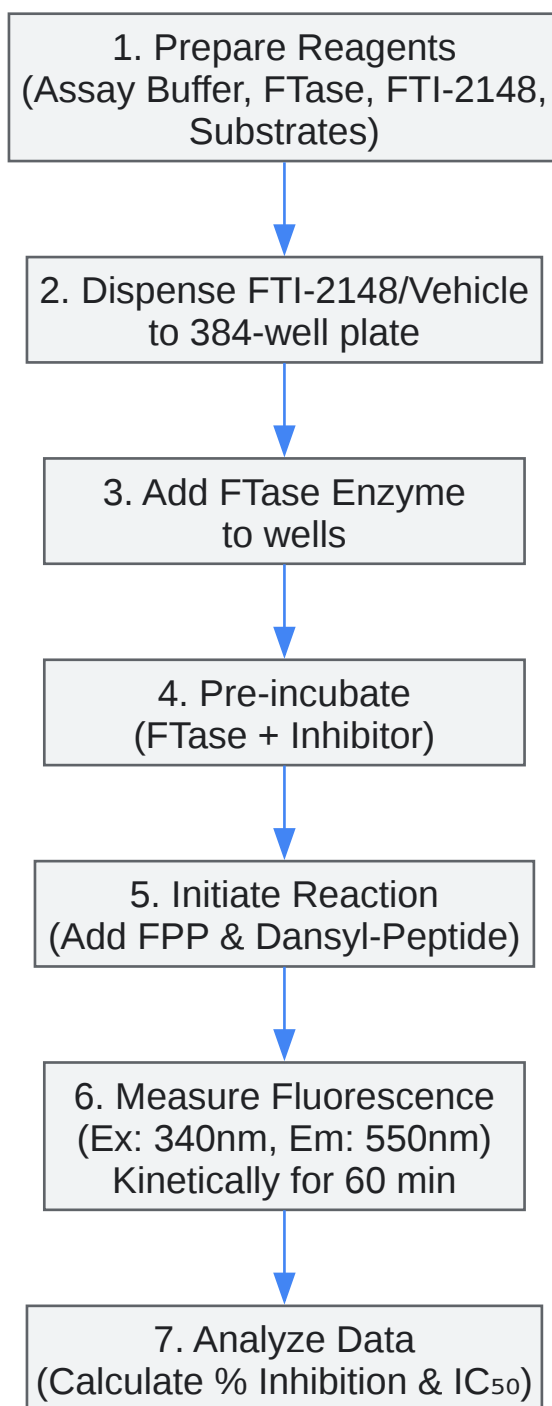 1. Prepare Reagents
(Assay Buffer, FTase, FTI-2148,
Substrates)
2. Dispense FTI-2148/Vehicle
to 384-well plate
3. Add FTase Enzyme
to wells
4. Pre-incubate
(FTase + Inhibitor)
5. Initiate Reaction
(Add FPP & Dansyl-Peptide)
6. Measure Fluorescence
(Ex: 340nm, Em: 550nm)
Kinetically for 60 min
7. Analyze Data
(Calculate % Inhibition & IC₅₀)